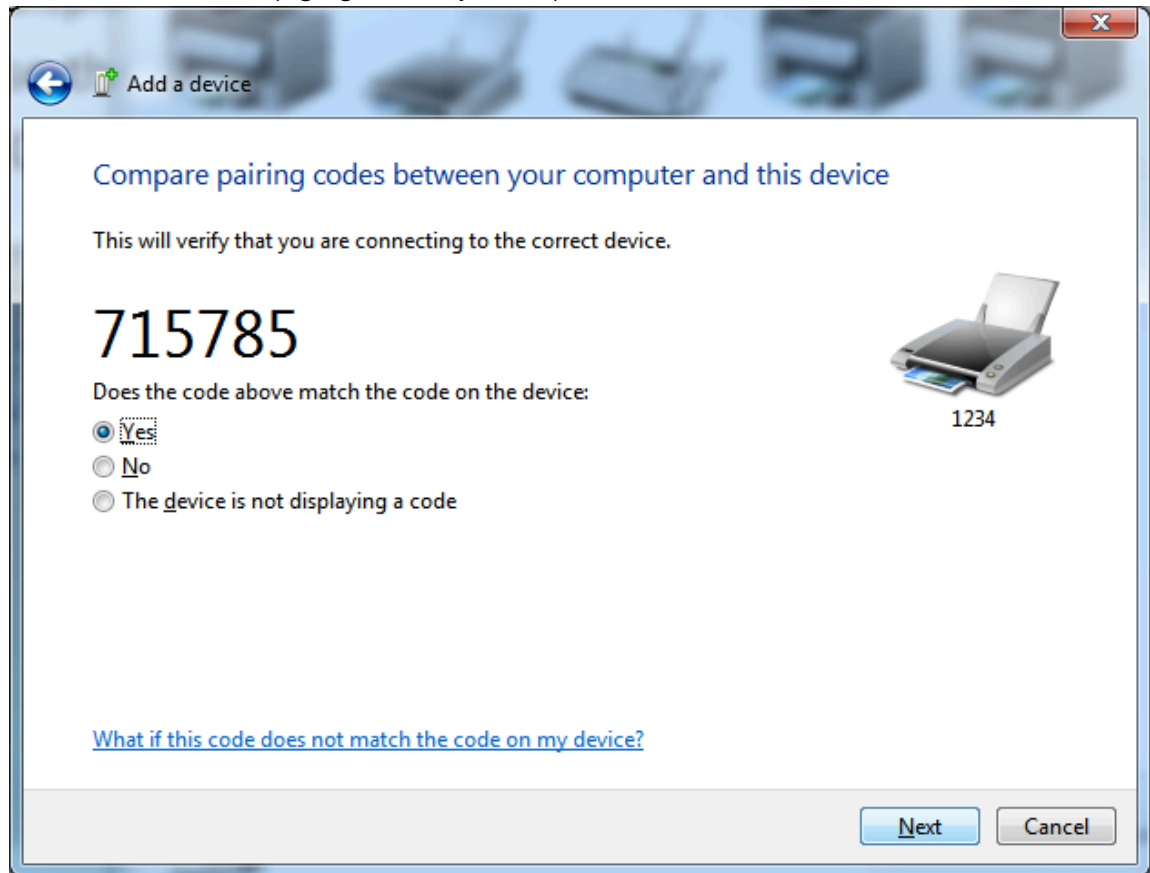 Add a device
Compare pairing codes between your computer and this device
This will verify that you are connecting to the correct device.
715785
Does the code above match the code on the device:
Yes
No
The device is not displaying a code
1234
What if this code does not match the code on my device?
Next Cancel